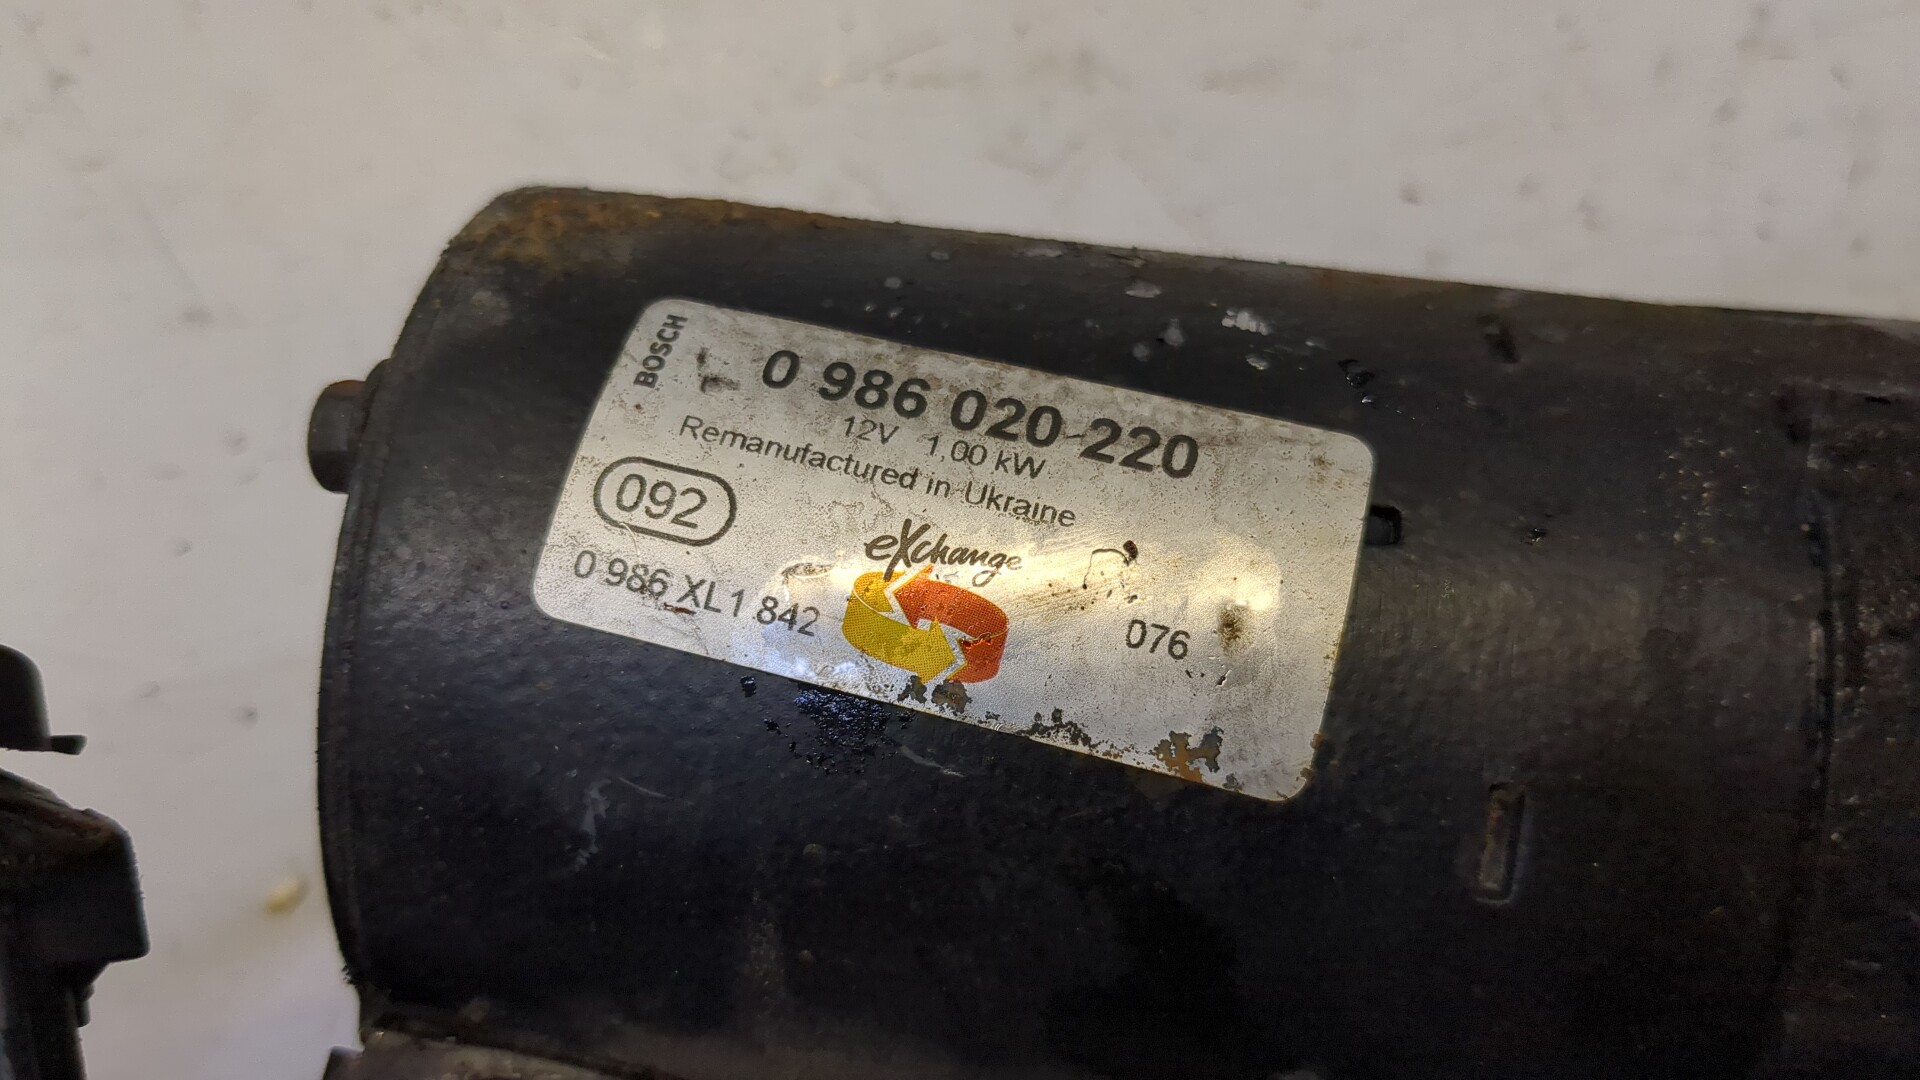 BOSCH
0 986 020 220
12V 1,00 kW
Remanufactured in Ukraine
092
eXchange
0 986 XL1 842
076